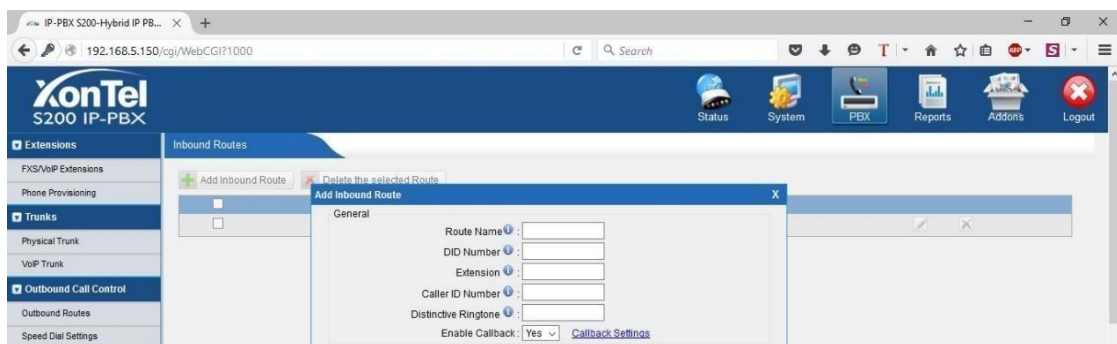 IP-PBX S200-Hybrid IP PB...
192.168.5.150/cgi/WebCGI?1000
Search
ABP
XonTel
S200 IP-PBX
Status
System
PBX
Reports
Addons
Logout
Extensions
FXS/VoIP Extensions
Phone Provisioning
Trunks
Physical Trunk
VoIP Trunk
Outbound Call Control
Outbound Routes
Speed Dial Settings
Inbound Routes
Add Inbound Route
Delete the selected Route
Add Inbound Route X
General
Route Name :
DID Number :
Extension :
Caller ID Number :
Distinctive Ringtone :
Enable Callback : Yes Callback Settings